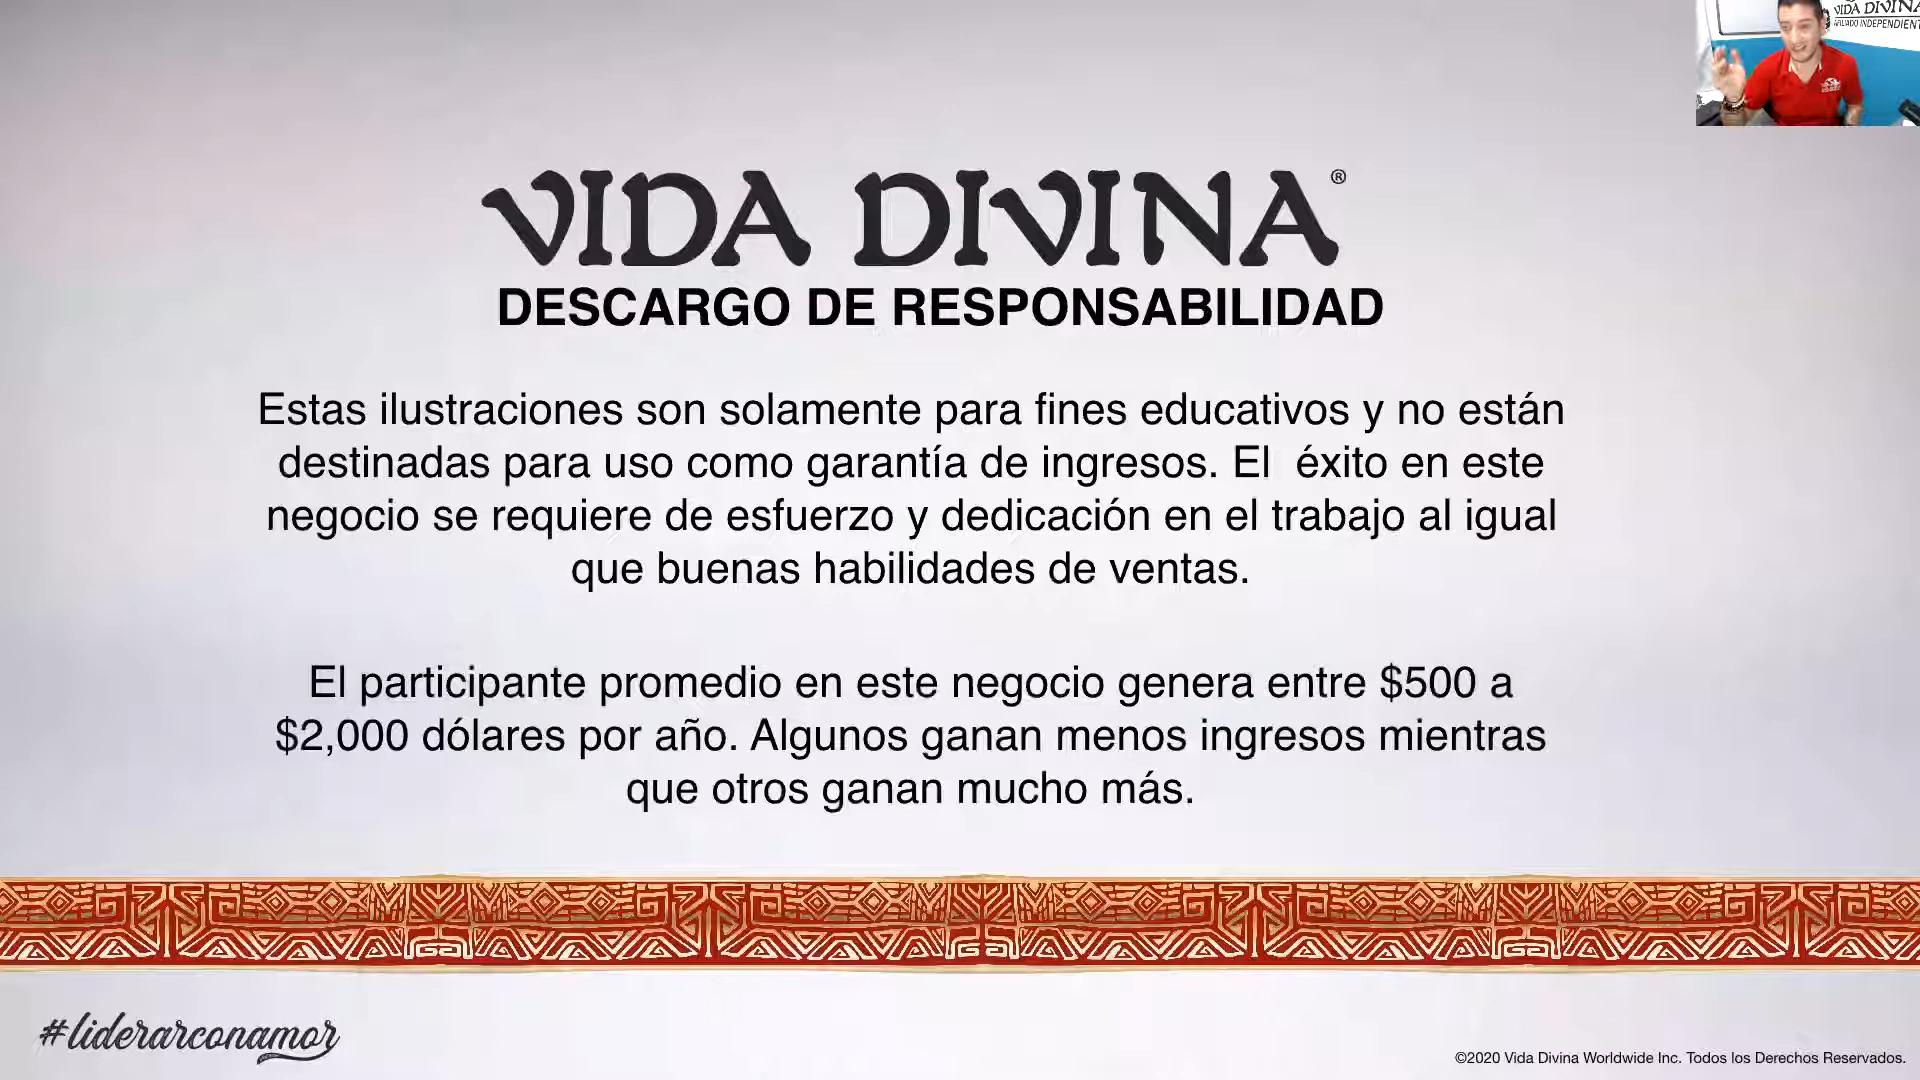 VIDA DIVINA
AFILIADO INDEPENDIENT
VIDA DIVINA®
DESCARGO DE RESPONSABILIDAD
Estas ilustraciones son solamente para fines educativos y no están
destinadas para uso como garantía de ingresos. El  éxito en este
negocio se requiere de esfuerzo y dedicación en el trabajo al igual
que buenas habilidades de ventas.
El participante promedio en este negocio genera entre $500 a
$2,000 dólares por año. Algunos ganan menos ingresos mientras
que otros ganan mucho más.
#liderarconamor
©2020 Vida Divina Worldwide Inc. Todos los Derechos Reservados.